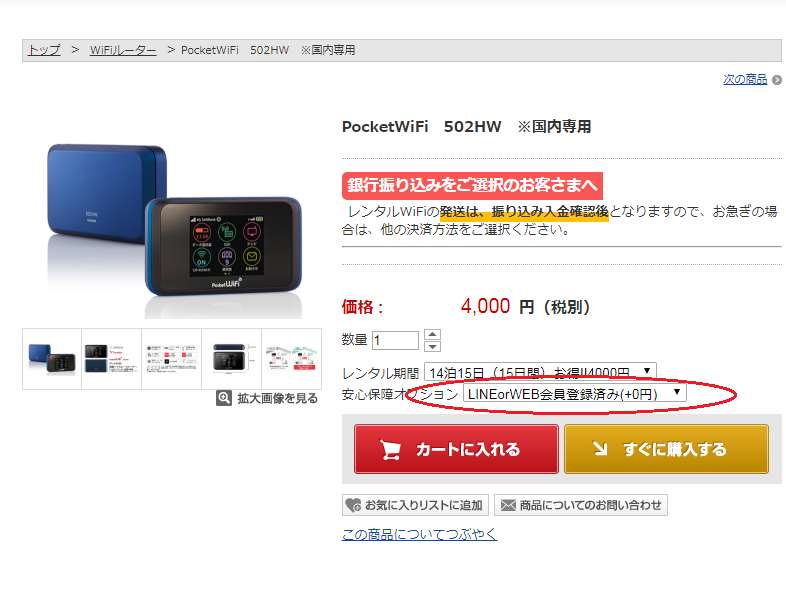 トップ > WiFiルーター > PocketWiFi 502HW ※国内専用
次の商品
PocketWiFi 502HW ※国内専用
銀行振り込みをご選択のお客さまへ
レンタルWiFiの発送は、振り込み入金確認後となりますので、お急ぎの場
合は、他の決済方法をご選択ください。
価格： 4,000 円（税別）
数量 1
レンタル期間 14泊15日（15日間）お得!!4000円
安心保障オプション LINEorWEB会員登録済み(+0円)
カートに入れる
すぐに購入する
お気に入りリストに追加
商品についてのお問い合わせ
この商品についてつぶやく
拡大画像を見る
502HW
PocketWiFi